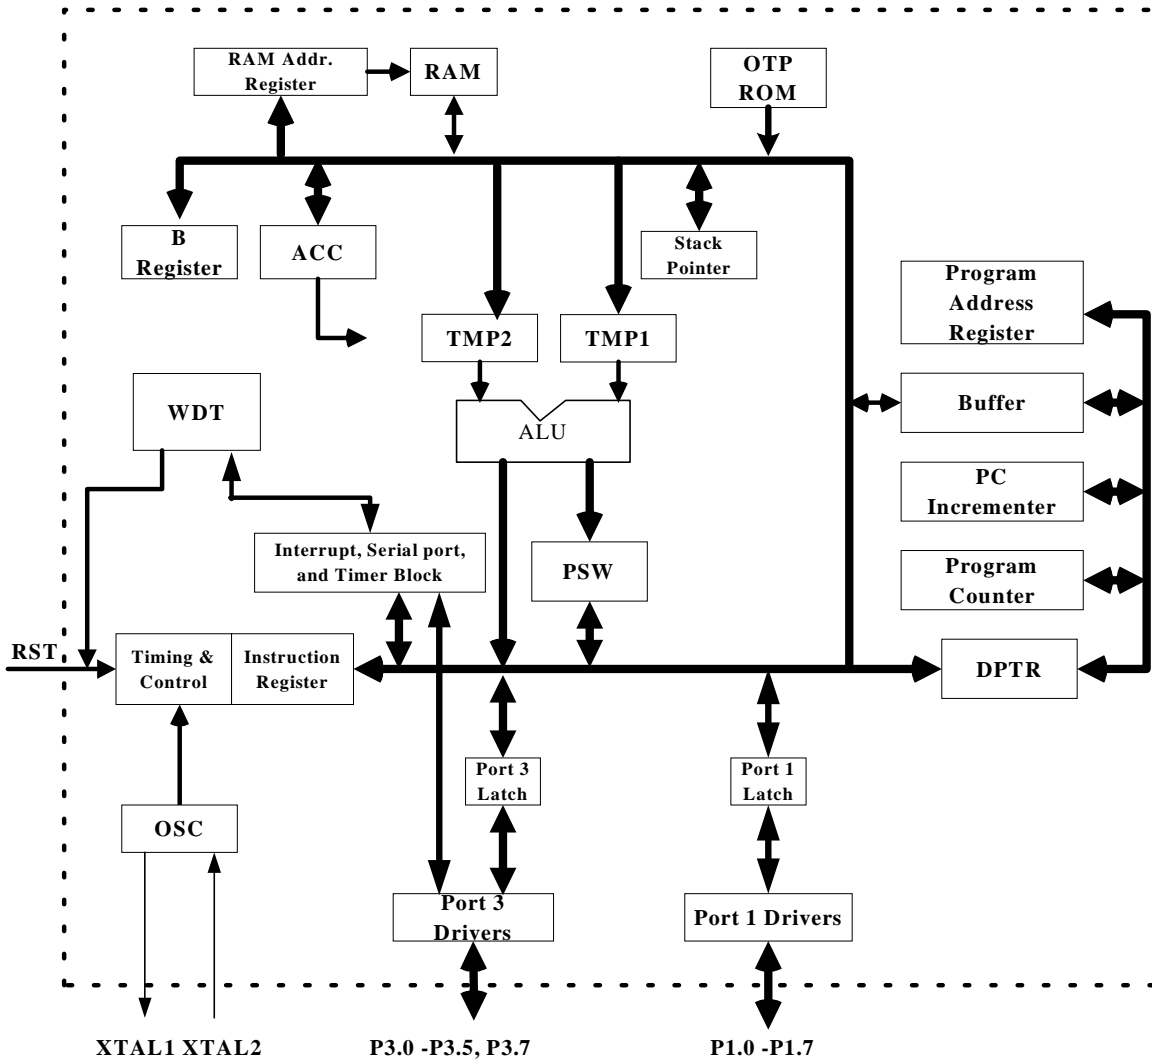 RAM Addr.
Register
RAM
OTP
ROM
B
Register
ACC
Stack
Pointer
Program
Address
Register
TMP2
TMP1
WDT
Buffer
ALU
PC
Incrementer
Interrupt, Serial port,
and Timer Block
PSW
Program
Counter
RST
Timing &
Control
Instruction
Register
DPTR
Port 3
Latch
Port 1
Latch
OSC
Port 3
Drivers
Port 1 Drivers
XTAL1 XTAL2
P3.0 -P3.5, P3.7
P1.0 -P1.7